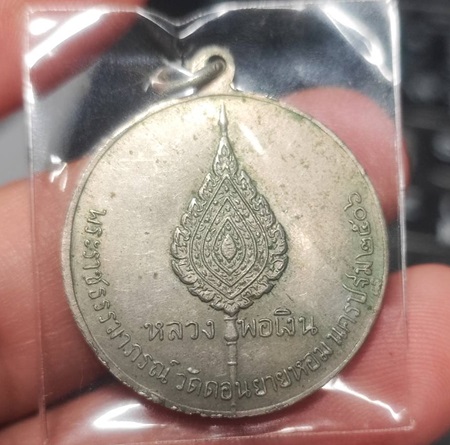 หลวง พ่อเงิน
พระราชธรรมาภรณ์ วัดดอนยายหอม นครปฐม ๒๕๐๖